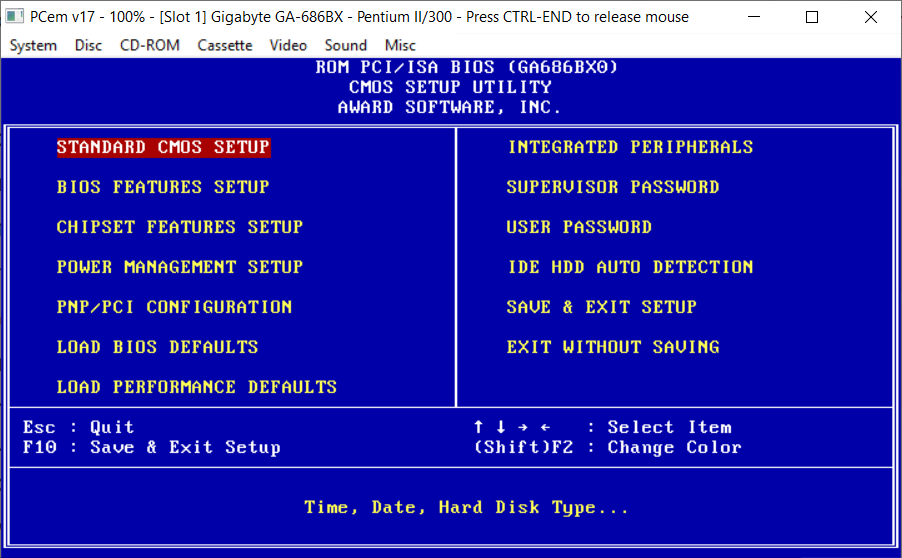 PCem v17 - 100% - [Slot 1] Gigabyte GA-686BX - Pentium II/300 - Press CTRL-END to release mouse
System Disc CD-ROM Cassette Video Sound Misc
ROM PCI/ISA BIOS (GA686BX0)
CMOS SETUP UTILITY
AWARD SOFTWARE, INC.
STANDARD CMOS SETUP
BIOS FEATURES SETUP
CHIPSET FEATURES SETUP
POWER MANAGEMENT SETUP
PNP/PCI CONFIGURATION
LOAD BIOS DEFAULTS
LOAD PERFORMANCE DEFAULTS
INTEGRATED PERIPHERALS
SUPERVISOR PASSWORD
USER PASSWORD
IDE HDD AUTO DETECTION
SAVE & EXIT SETUP
EXIT WITHOUT SAVING
Esc : Quit
F10 : Save & Exit Setup
↑ ↓ → ← : Select Item
(Shift)F2 : Change Color
Time, Date, Hard Disk Type...